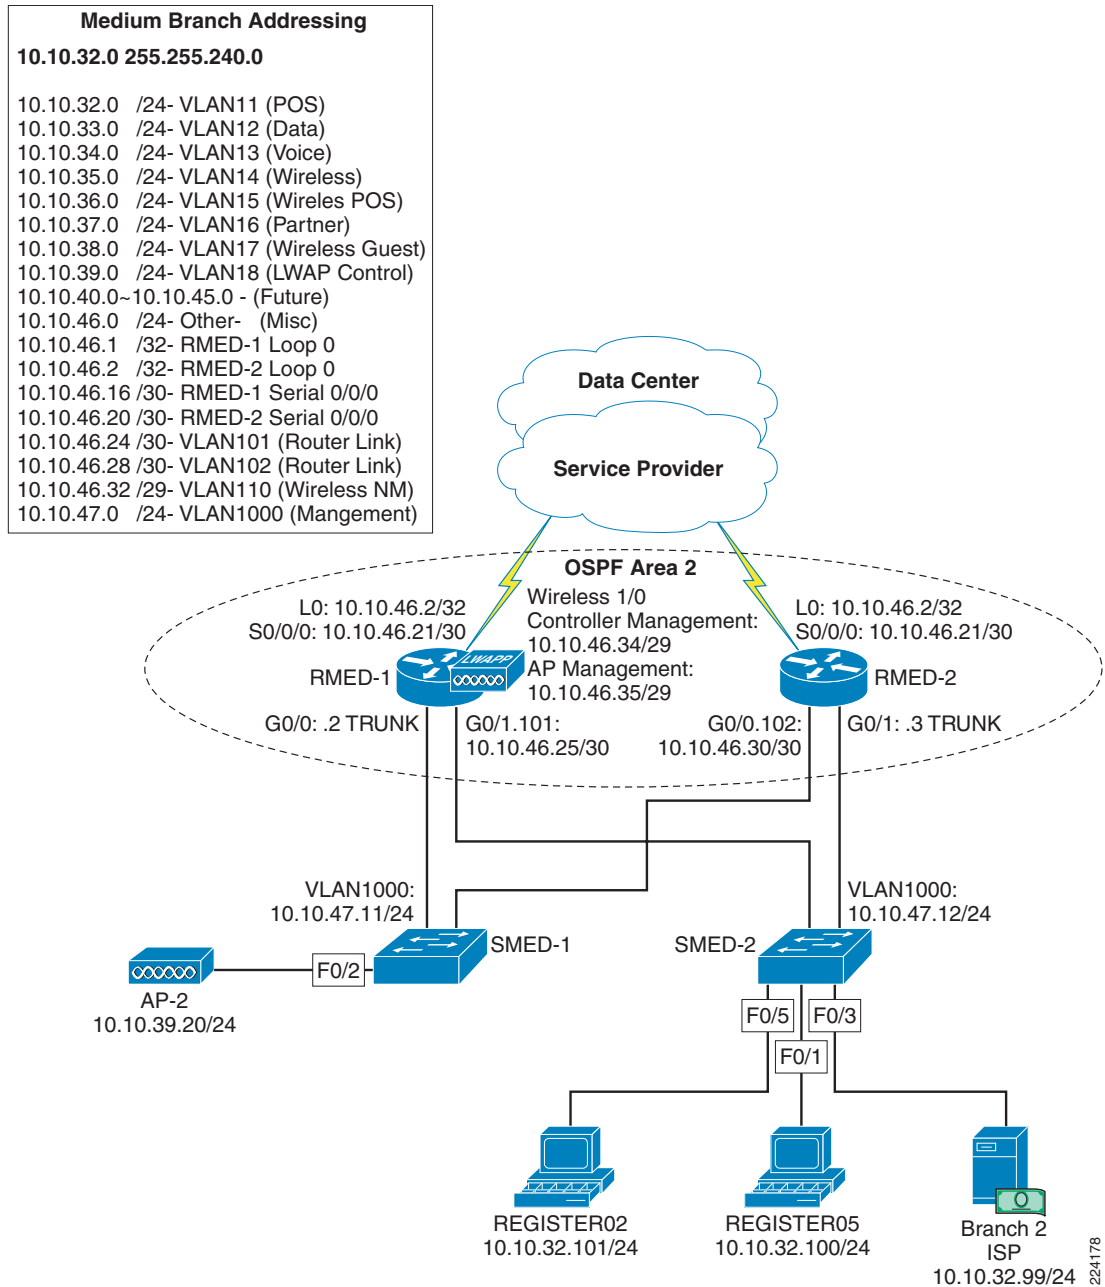 Medium Branch Addressing
10.10.32.0 255.255.240.0
10.10.32.0 /24- VLAN11 (POS)
10.10.33.0 /24- VLAN12 (Data)
10.10.34.0 /24- VLAN13 (Voice)
10.10.35.0 /24- VLAN14 (Wireless)
10.10.36.0 /24- VLAN15 (Wireles POS)
10.10.37.0 /24- VLAN16 (Partner)
10.10.38.0 /24- VLAN17 (Wireless Guest)
10.10.39.0 /24- VLAN18 (LWAP Control)
10.10.40.0~10.10.45.0 - (Future)
10.10.46.0 /24- Other- (Misc)
10.10.46.1 /32- RMED-1 Loop 0
10.10.46.2 /32- RMED-2 Loop 0
10.10.46.16 /30- RMED-1 Serial 0/0/0
10.10.46.20 /30- RMED-2 Serial 0/0/0
10.10.46.24 /30- VLAN101 (Router Link)
10.10.46.28 /30- VLAN102 (Router Link)
10.10.46.32 /29- VLAN110 (Wireless NM)
10.10.47.0 /24- VLAN1000 (Mangement)
Data Center
Service Provider
OSPF Area 2
L0: 10.10.46.2/32
S0/0/0: 10.10.46.21/30
Wireless 1/0
Controller Management:
10.10.46.34/29
AP Management:
10.10.46.35/29
L0: 10.10.46.2/32
S0/0/0: 10.10.46.21/30
RMED-1
LWAPP
RMED-2
G0/0: .2 TRUNK
G0/1.101:
10.10.46.25/30
G0/0.102:
10.10.46.30/30
G0/1: .3 TRUNK
VLAN1000:
10.10.47.11/24
VLAN1000:
10.10.47.12/24
SMED-1
SMED-2
F0/2
AP-2
10.10.39.20/24
F0/5
F0/3
F0/1
REGISTER02
10.10.32.101/24
REGISTER05
10.10.32.100/24
Branch 2
ISP
10.10.32.99/24
224178